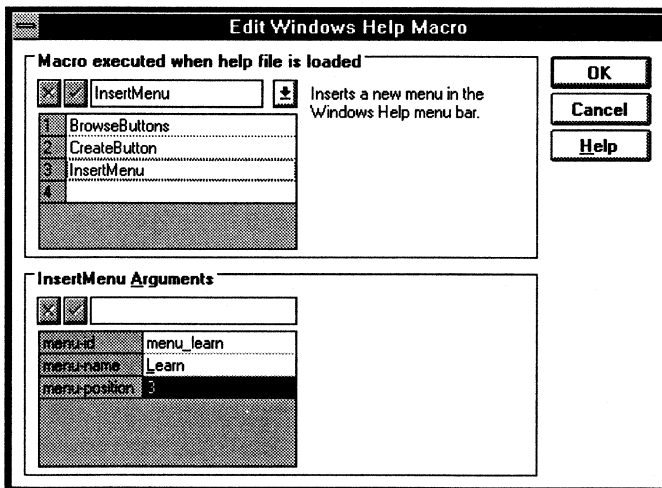 Edit Windows Help Macro
Macro executed when help file is loaded
InsertMenu
Inserts a new menu in the
Windows Help menu bar.
1 BrowseButtons
2 CreateButton
3 InsertMenu
4
OK
Cancel
Help
InsertMenu Arguments
menu-id menu_learn
menu-name Learn
menu-position 3